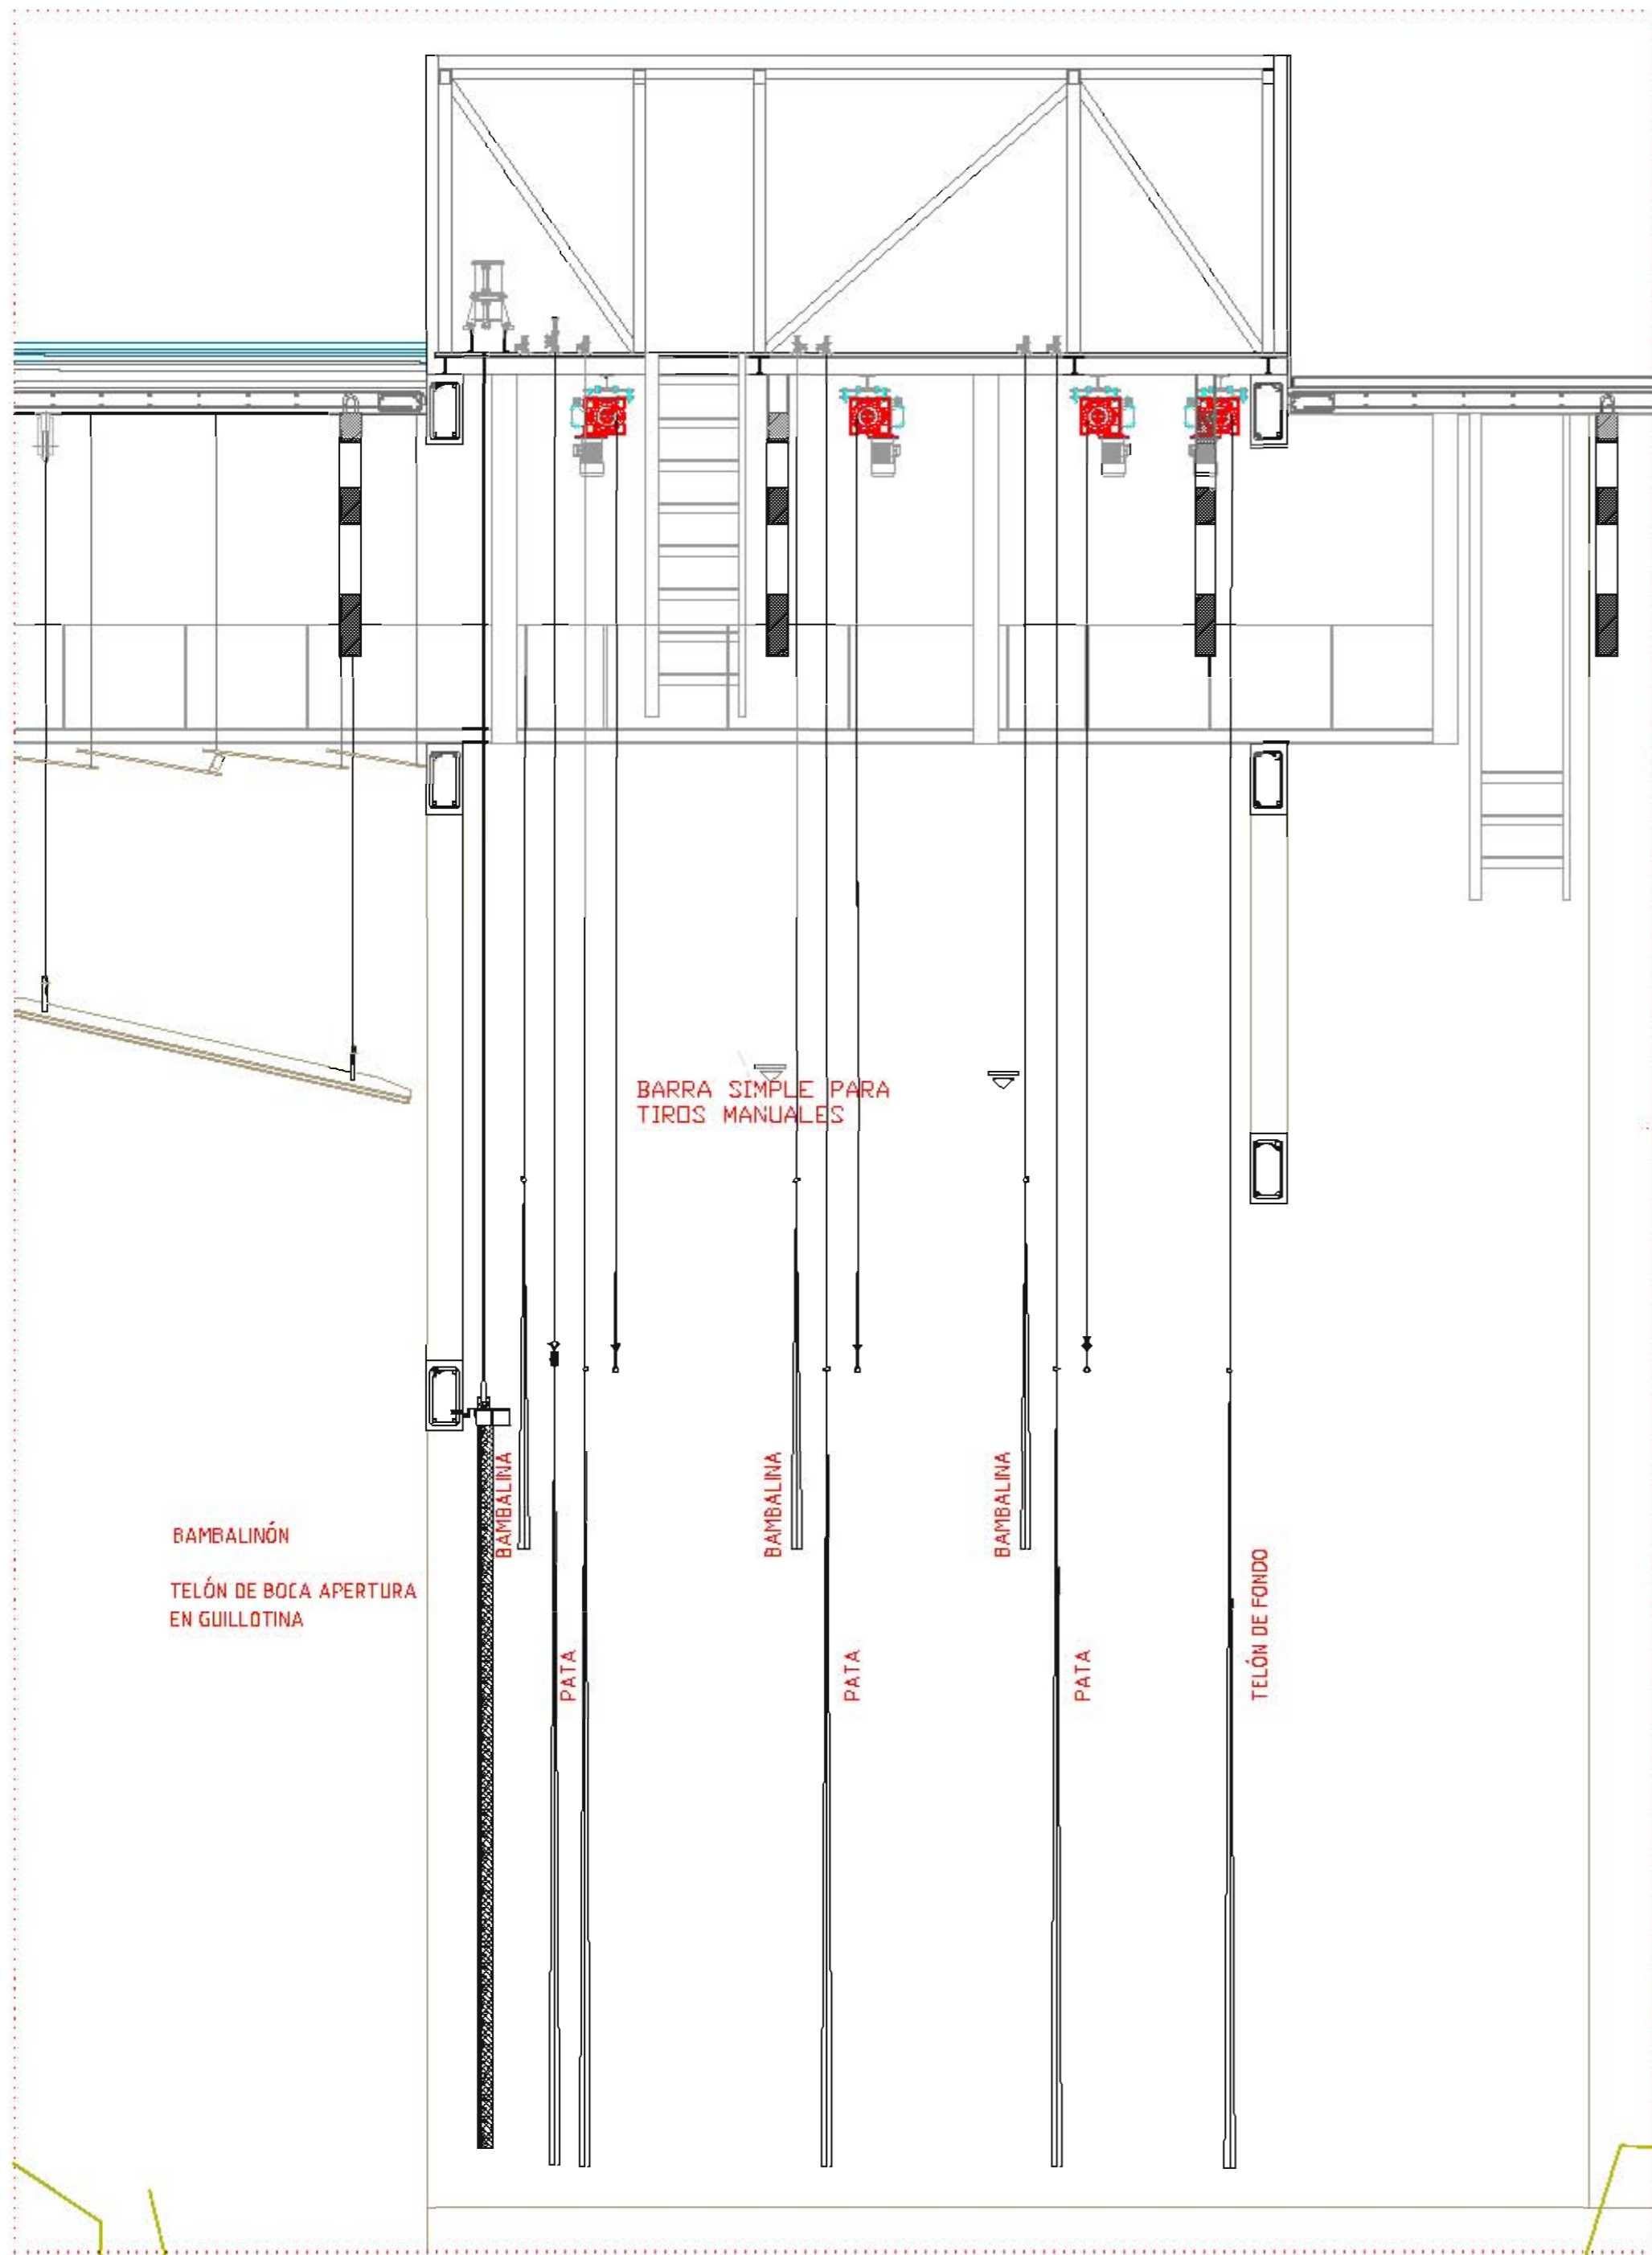 BARRA SIMPLE PARA
TIROS MANUALES
BAMBALINA
BAMBALINA
BAMBALINA
BAMBALINÓN
TELÓN DE BOCA APERTURA
EN GUILLOTINA
PATA
PATA
PATA
TELÓN DE FONDO